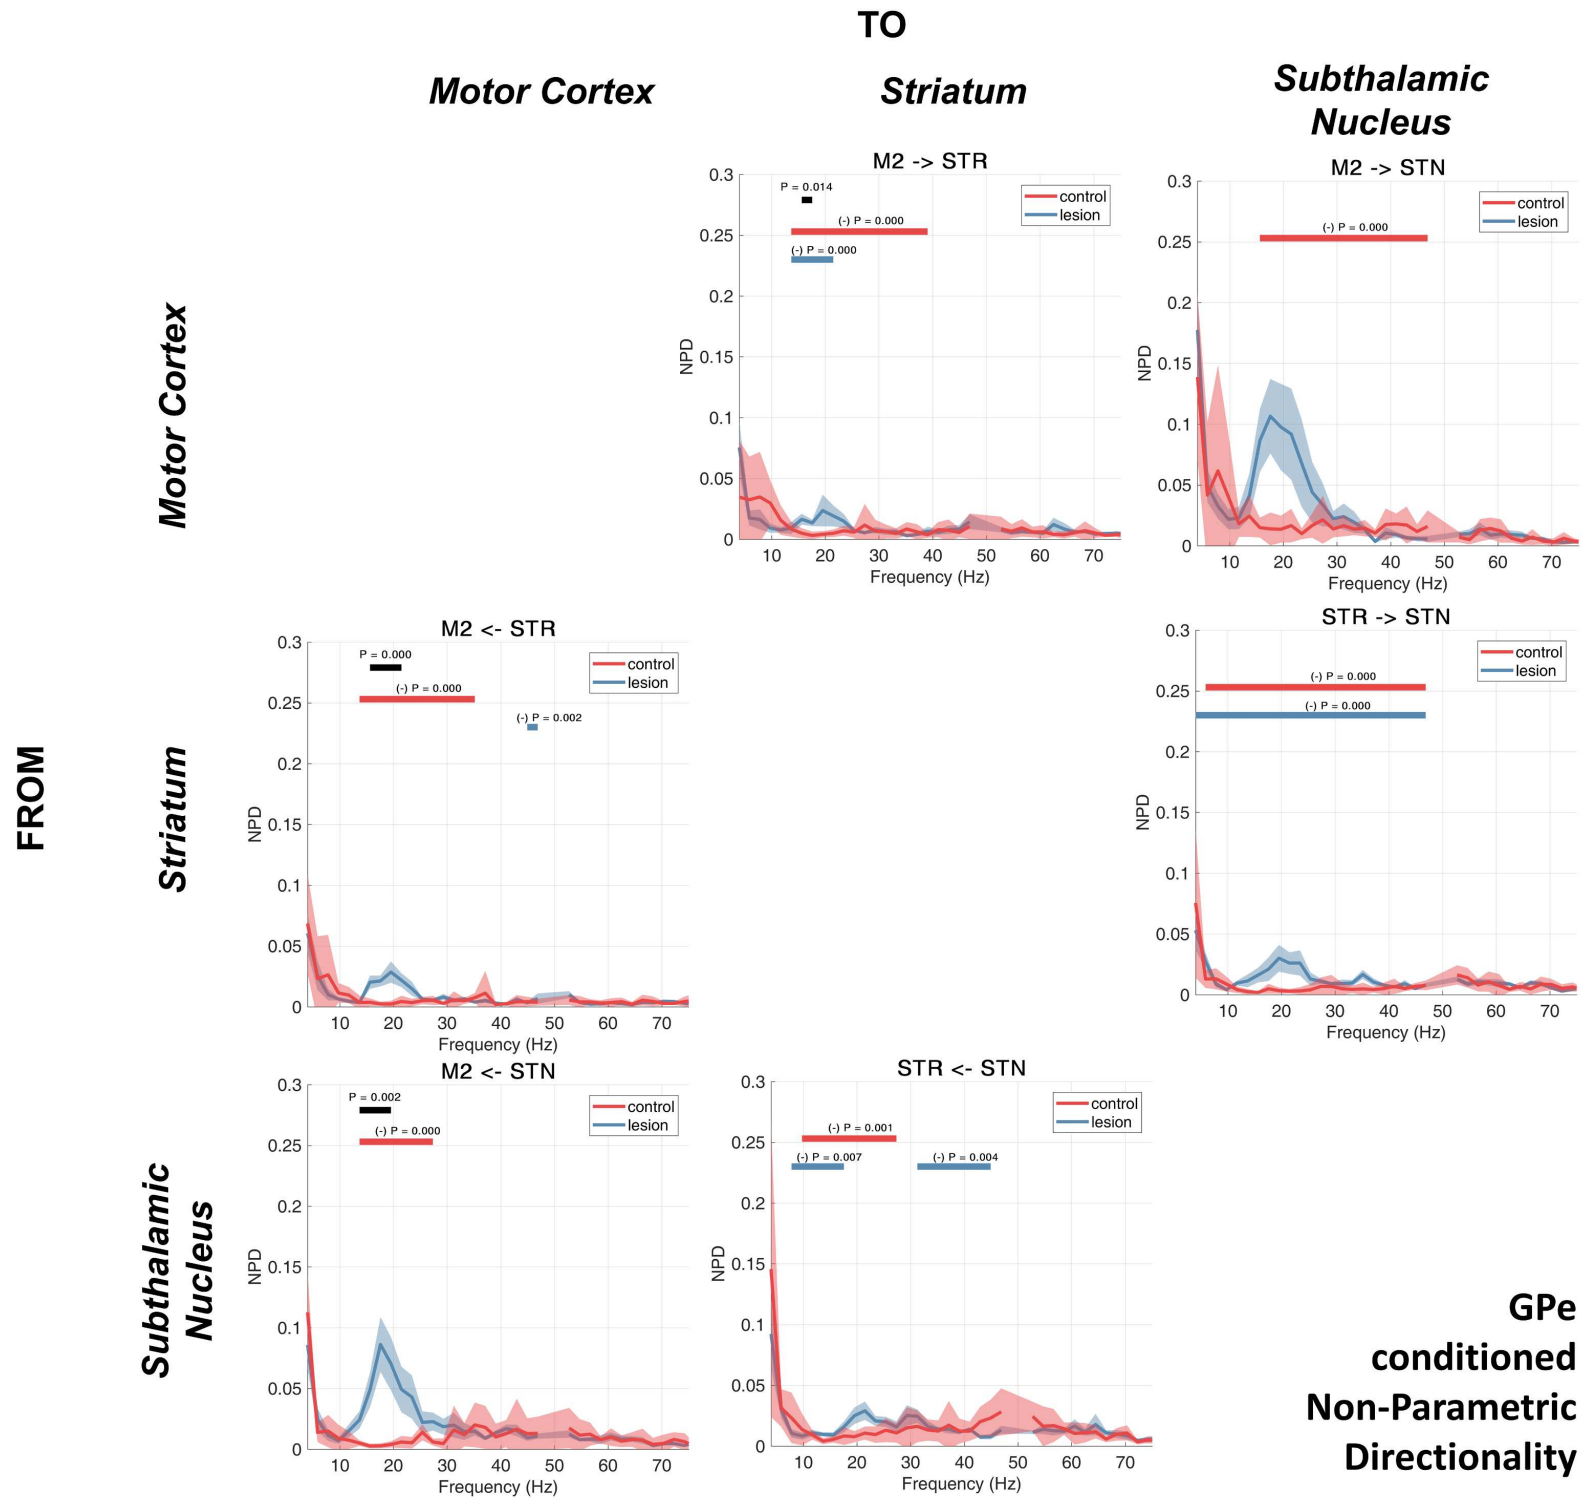 TO
Motor Cortex
Striatum
Subthalamic
Nucleus
FROM
Motor Cortex
M2 -> STR
0.3
0.25
0.2
0.15
0.1
0.05
0
NPD
P = 0.014
(-) P = 0.000
(-) P = 0.000
control
lesion
10 20 30 40 50 60 70
Frequency (Hz)
M2 -> STN
0.3
0.25
0.2
0.15
0.1
0.05
0
NPD
(-) P = 0.000
control
lesion
10 20 30 40 50 60 70
Frequency (Hz)
Striatum
M2 <- STR
0.3
0.25
0.2
0.15
0.1
0.05
0
NPD
P = 0.000
(-) P = 0.000
(-) P = 0.002
control
lesion
10 20 30 40 50 60 70
Frequency (Hz)
STR -> STN
0.3
0.25
0.2
0.15
0.1
0.05
0
NPD
(-) P = 0.000
(-) P = 0.000
control
lesion
10 20 30 40 50 60 70
Frequency (Hz)
Subthalamic
Nucleus
M2 <- STN
0.3
0.25
0.2
0.15
0.1
0.05
0
NPD
P = 0.002
(-) P = 0.000
control
lesion
10 20 30 40 50 60 70
Frequency (Hz)
STR <- STN
0.3
0.25
0.2
0.15
0.1
0.05
0
NPD
(-) P = 0.001
(-) P = 0.007
(-) P = 0.004
control
lesion
10 20 30 40 50 60 70
Frequency (Hz)
GPe
conditioned
Non-Parametric
Directionality